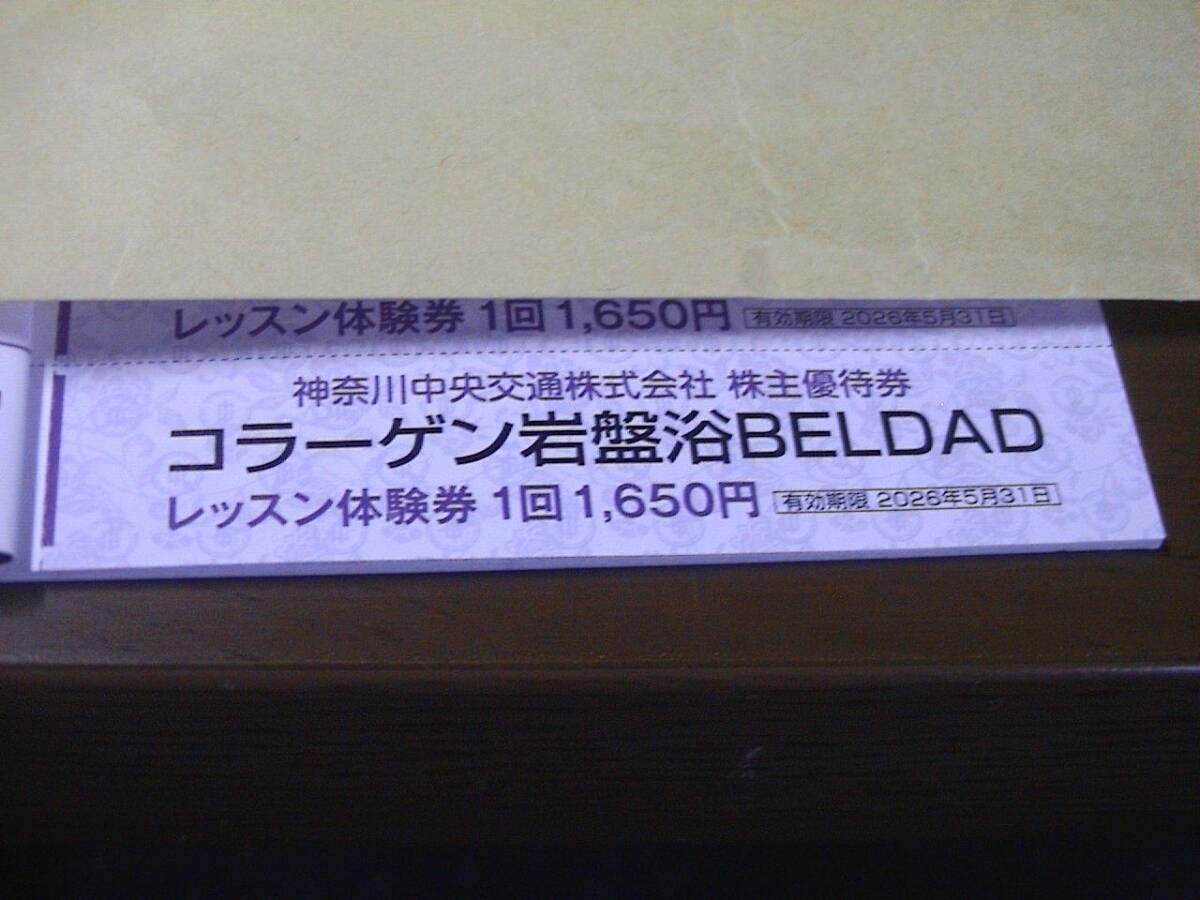 レッスン体験券 1回 1,650円 有効期限 2026年5月31日
神奈川中央交通株式会社 株主優待券
コラーゲン岩盤浴BELDAD
レッスン体験券 1回 1,650円 有効期限 2026年5月31日